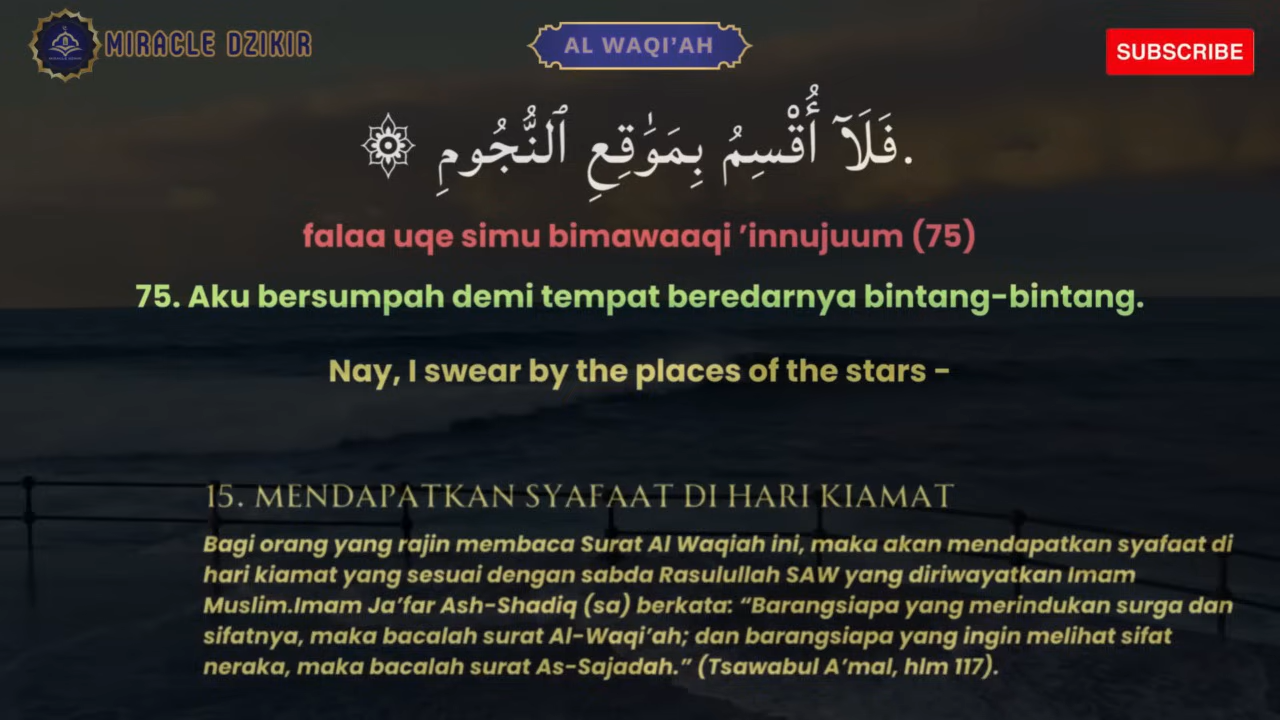 MIRACLE DZIKIR
AL WAQI'AH
SUBSCRIBE
فَلَآ أُقْسِمُ بِمَوَٰقِعِ ٱلنُّجُومِ.
falaa uqe simu bimawaaqi ’innujuum (75)
75. Aku bersumpah demi tempat beredarnya bintang-bintang.
Nay, I swear by the places of the stars -
15. MENDAPATKAN SYAFAAT DI HARI KIAMAT
Bagi orang yang rajin membaca Surat Al Waqiah ini, maka akan mendapatkan syafaat di
hari kiamat yang sesuai dengan sabda Rasulullah SAW yang diriwayatkan Imam
Muslim.Imam Ja’far Ash-Shadiq (sa) berkata: “Barangsiapa yang merindukan surga dan
sifatnya, maka bacalah surat Al-Waqi’ah; dan barangsiapa yang ingin melihat sifat
neraka, maka bacalah surat As-Sajadah.” (Tsawabul A’mal, hlm 117).